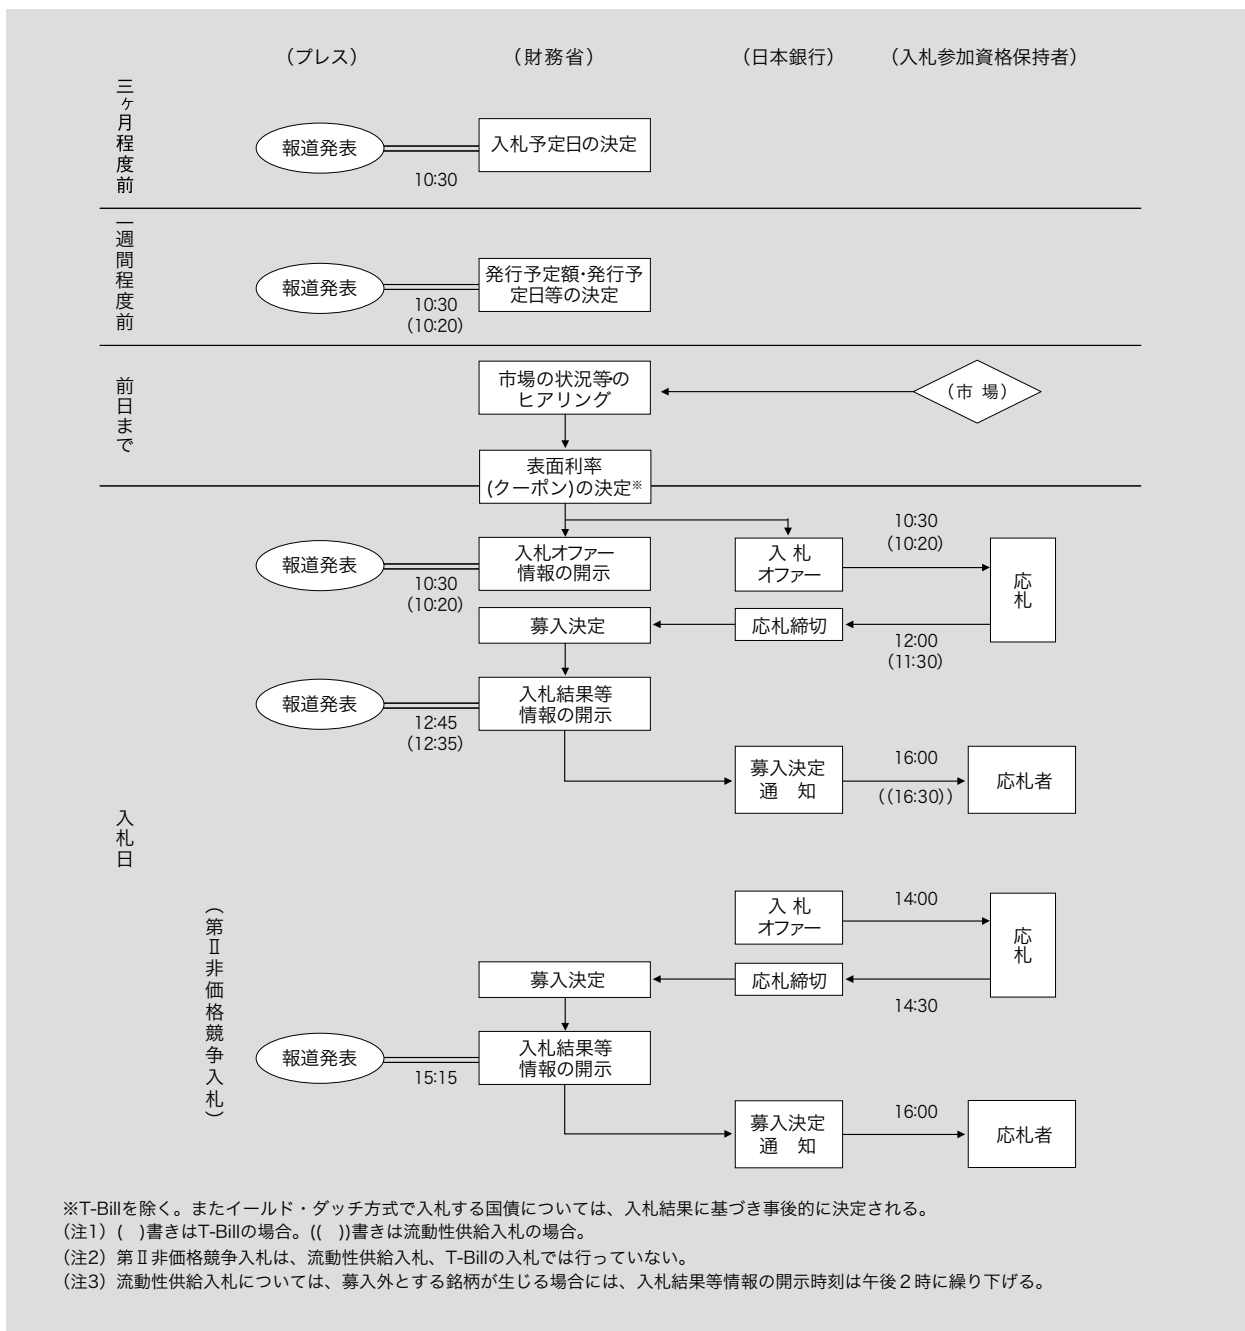 （プレス）
（財務省）
（日本銀行）
（入札参加資格保持者）
三ヶ月程度前
報道発表
10:30
入札予定日の決定
一週間程度前
報道発表
10:30
（10:20）
発行予定額・発行予
定日等の決定
前日まで
市場の状況等の
ヒアリング
（市 場）
表面利率
(クーポン)の決定※
入札日
報道発表
10:30
（10:20）
入札オファー
情報の開示
入 札
オファー
10:30
（10:20）
応札
募入決定
応札締切
12:00
（11:30）
報道発表
12:45
（12:35）
入札結果等
情報の開示
募入決定
通　知
16:00
（（16:30））
応札者
（第Ⅱ非価格競争入札）
入 札
オファー
14:00
応札
募入決定
応札締切
14:30
報道発表
15:15
入札結果等
情報の開示
募入決定
通　知
16:00
応札者
※T-Billを除く。またイールド・ダッチ方式で入札する国債については、入札結果に基づき事後的に決定される。
（注1）(　)書きはT-Billの場合。((　))書きは流動性供給入札の場合。
（注2）第Ⅱ非価格競争入札は、流動性供給入札、T-Billの入札では行っていない。
（注3）流動性供給入札については、募入外とする銘柄が生じる場合には、入札結果等情報の開示時刻は午後２時に繰り下げる。